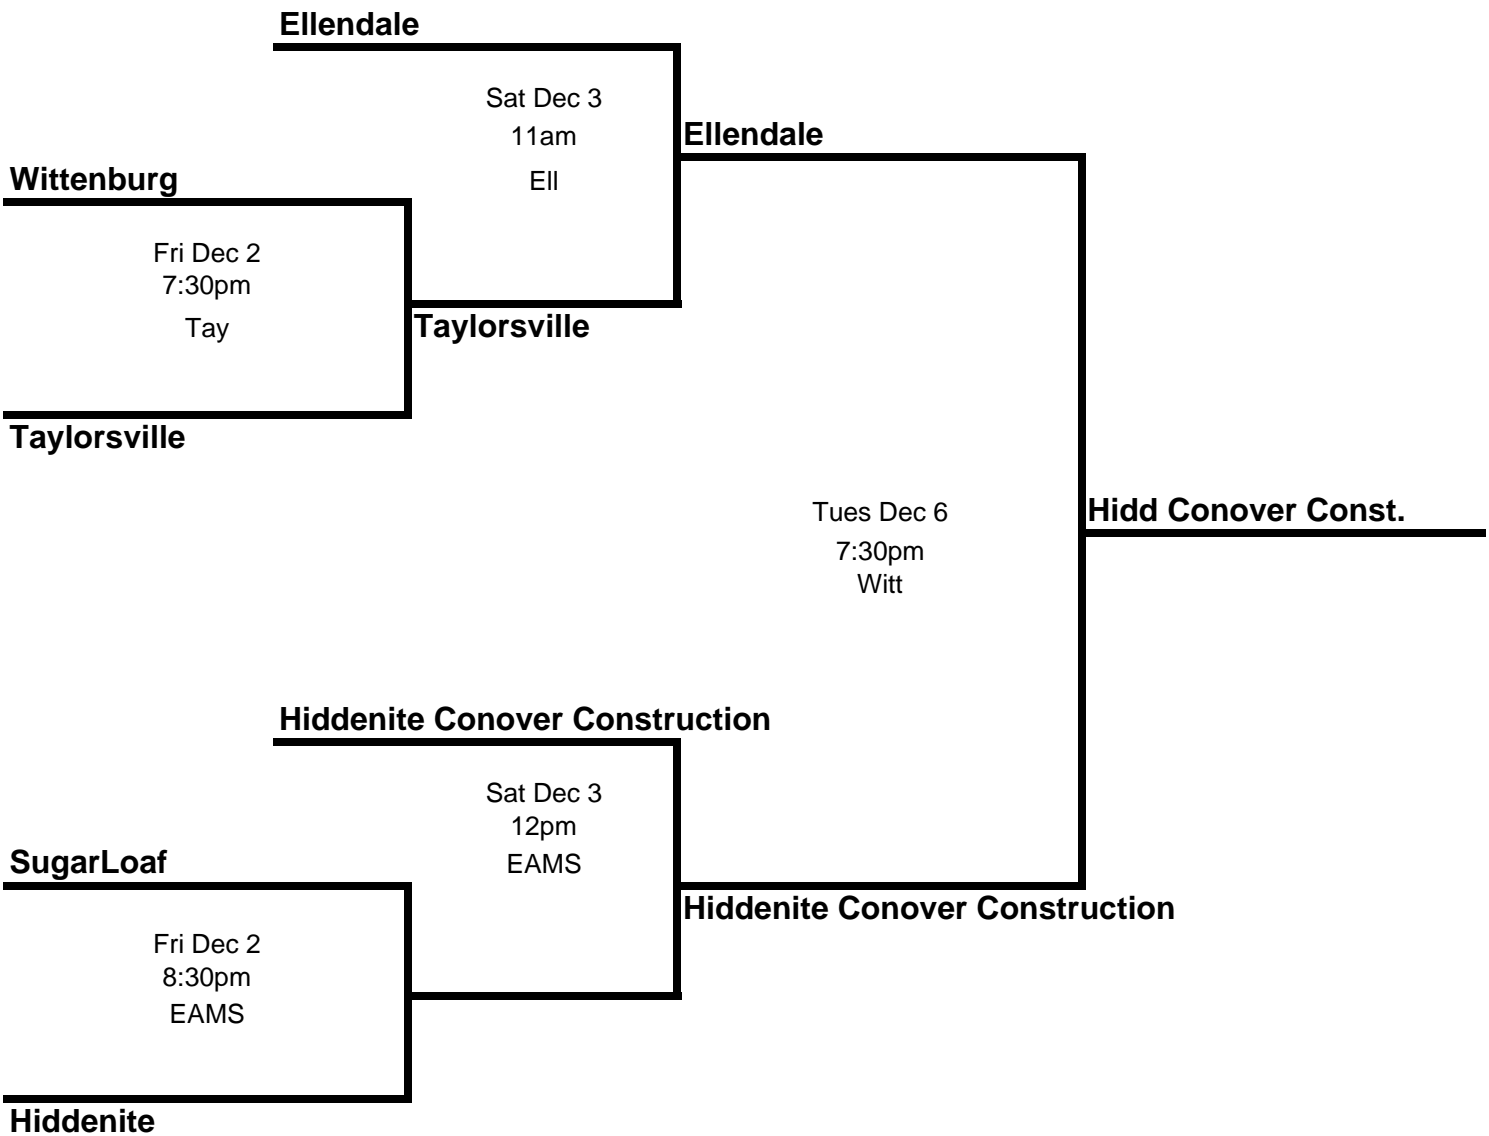 Ellendale
Sat Dec 3
11am
Ell
Ellendale
Wittenburg
Fri Dec 2
7:30pm
Tay
Taylorsville
Taylorsville
Tues Dec 6
7:30pm
Witt
Hidd Conover Const.
Hiddenite Conover Construction
Sat Dec 3
12pm
EAMS
SugarLoaf
Hiddenite Conover Construction
Fri Dec 2
8:30pm
EAMS
Hiddenite